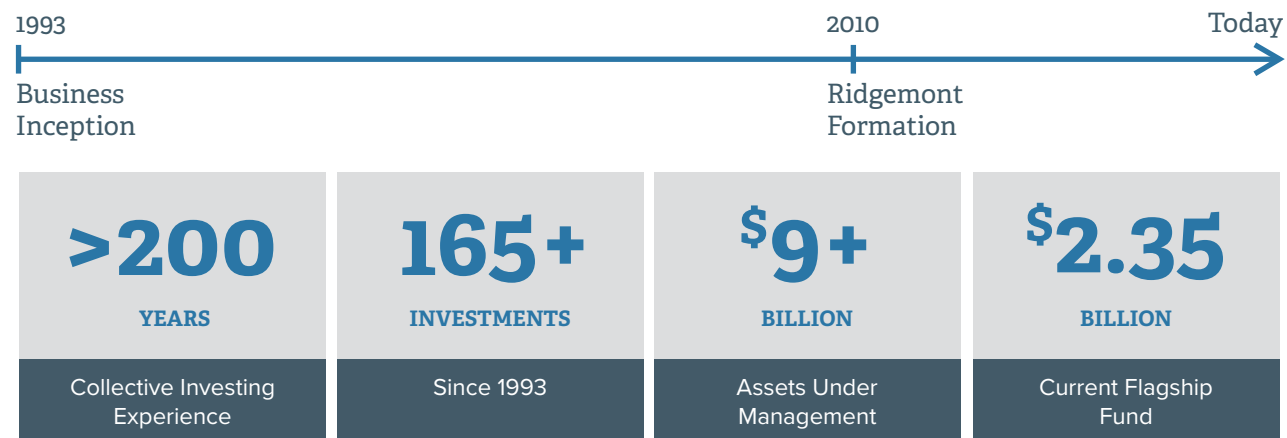 1993
2010
Today
Business
Inception
Ridgemont
Formation
>200
YEARS
Collective Investing
Experience
165+
INVESTMENTS
Since 1993
$9+
BILLION
Assets Under
Management
$2.35
BILLION
Current Flagship
Fund